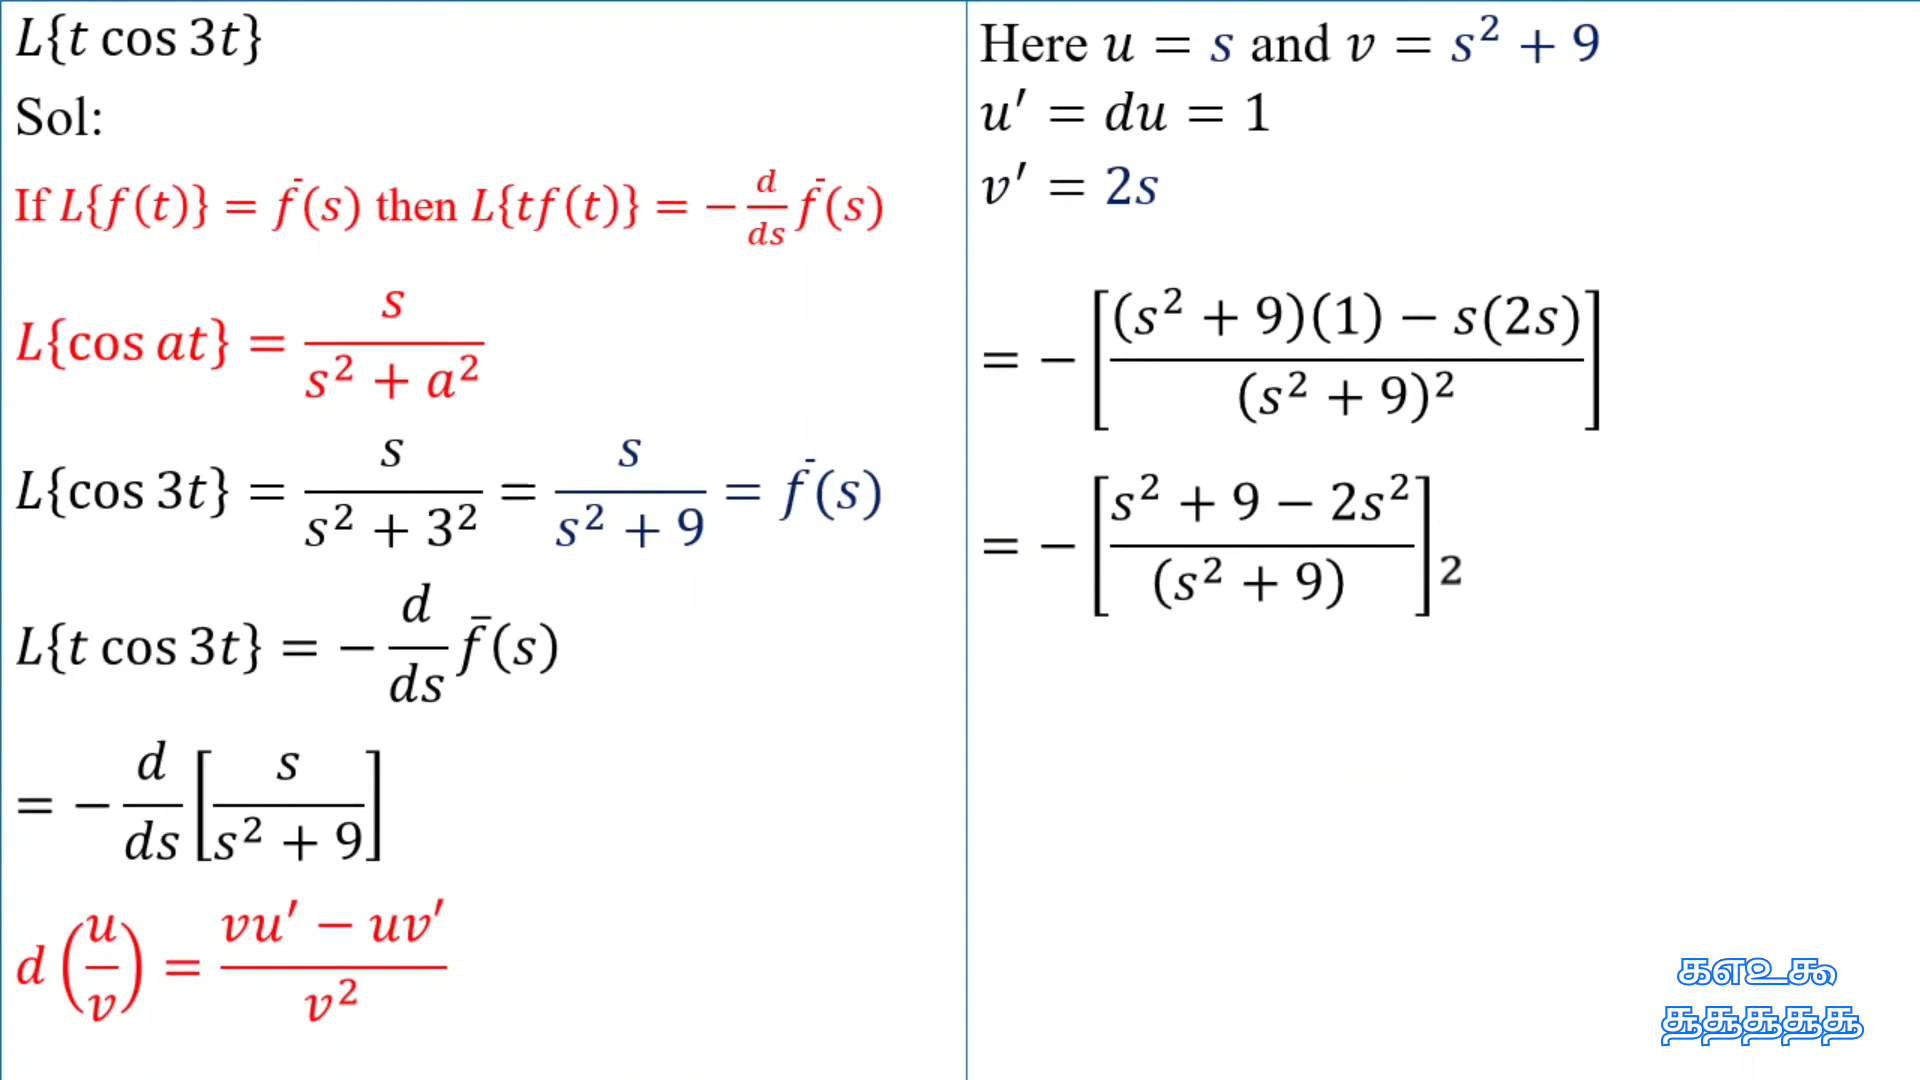 L{t cos 3t}
Sol:
If L{f(t)} = f̄(s) then L{tf(t)} = −d/ds f̄(s)
L{cos at} = s/(s² + a²)
L{cos 3t} = s/(s² + 3²) = s/(s² + 9) = f̄(s)
L{t cos 3t} = −d/ds f̄(s)
= −d/ds [s/(s² + 9)]
d(u/v) = (vu′ − uv′)/v²
Here u = s and v = s² + 9
u′ = du = 1
v′ = 2s
= −[((s² + 9)(1) − s(2s))/(s² + 9)²]
= −[(s² + 9 − 2s²)/(s² + 9)]₂